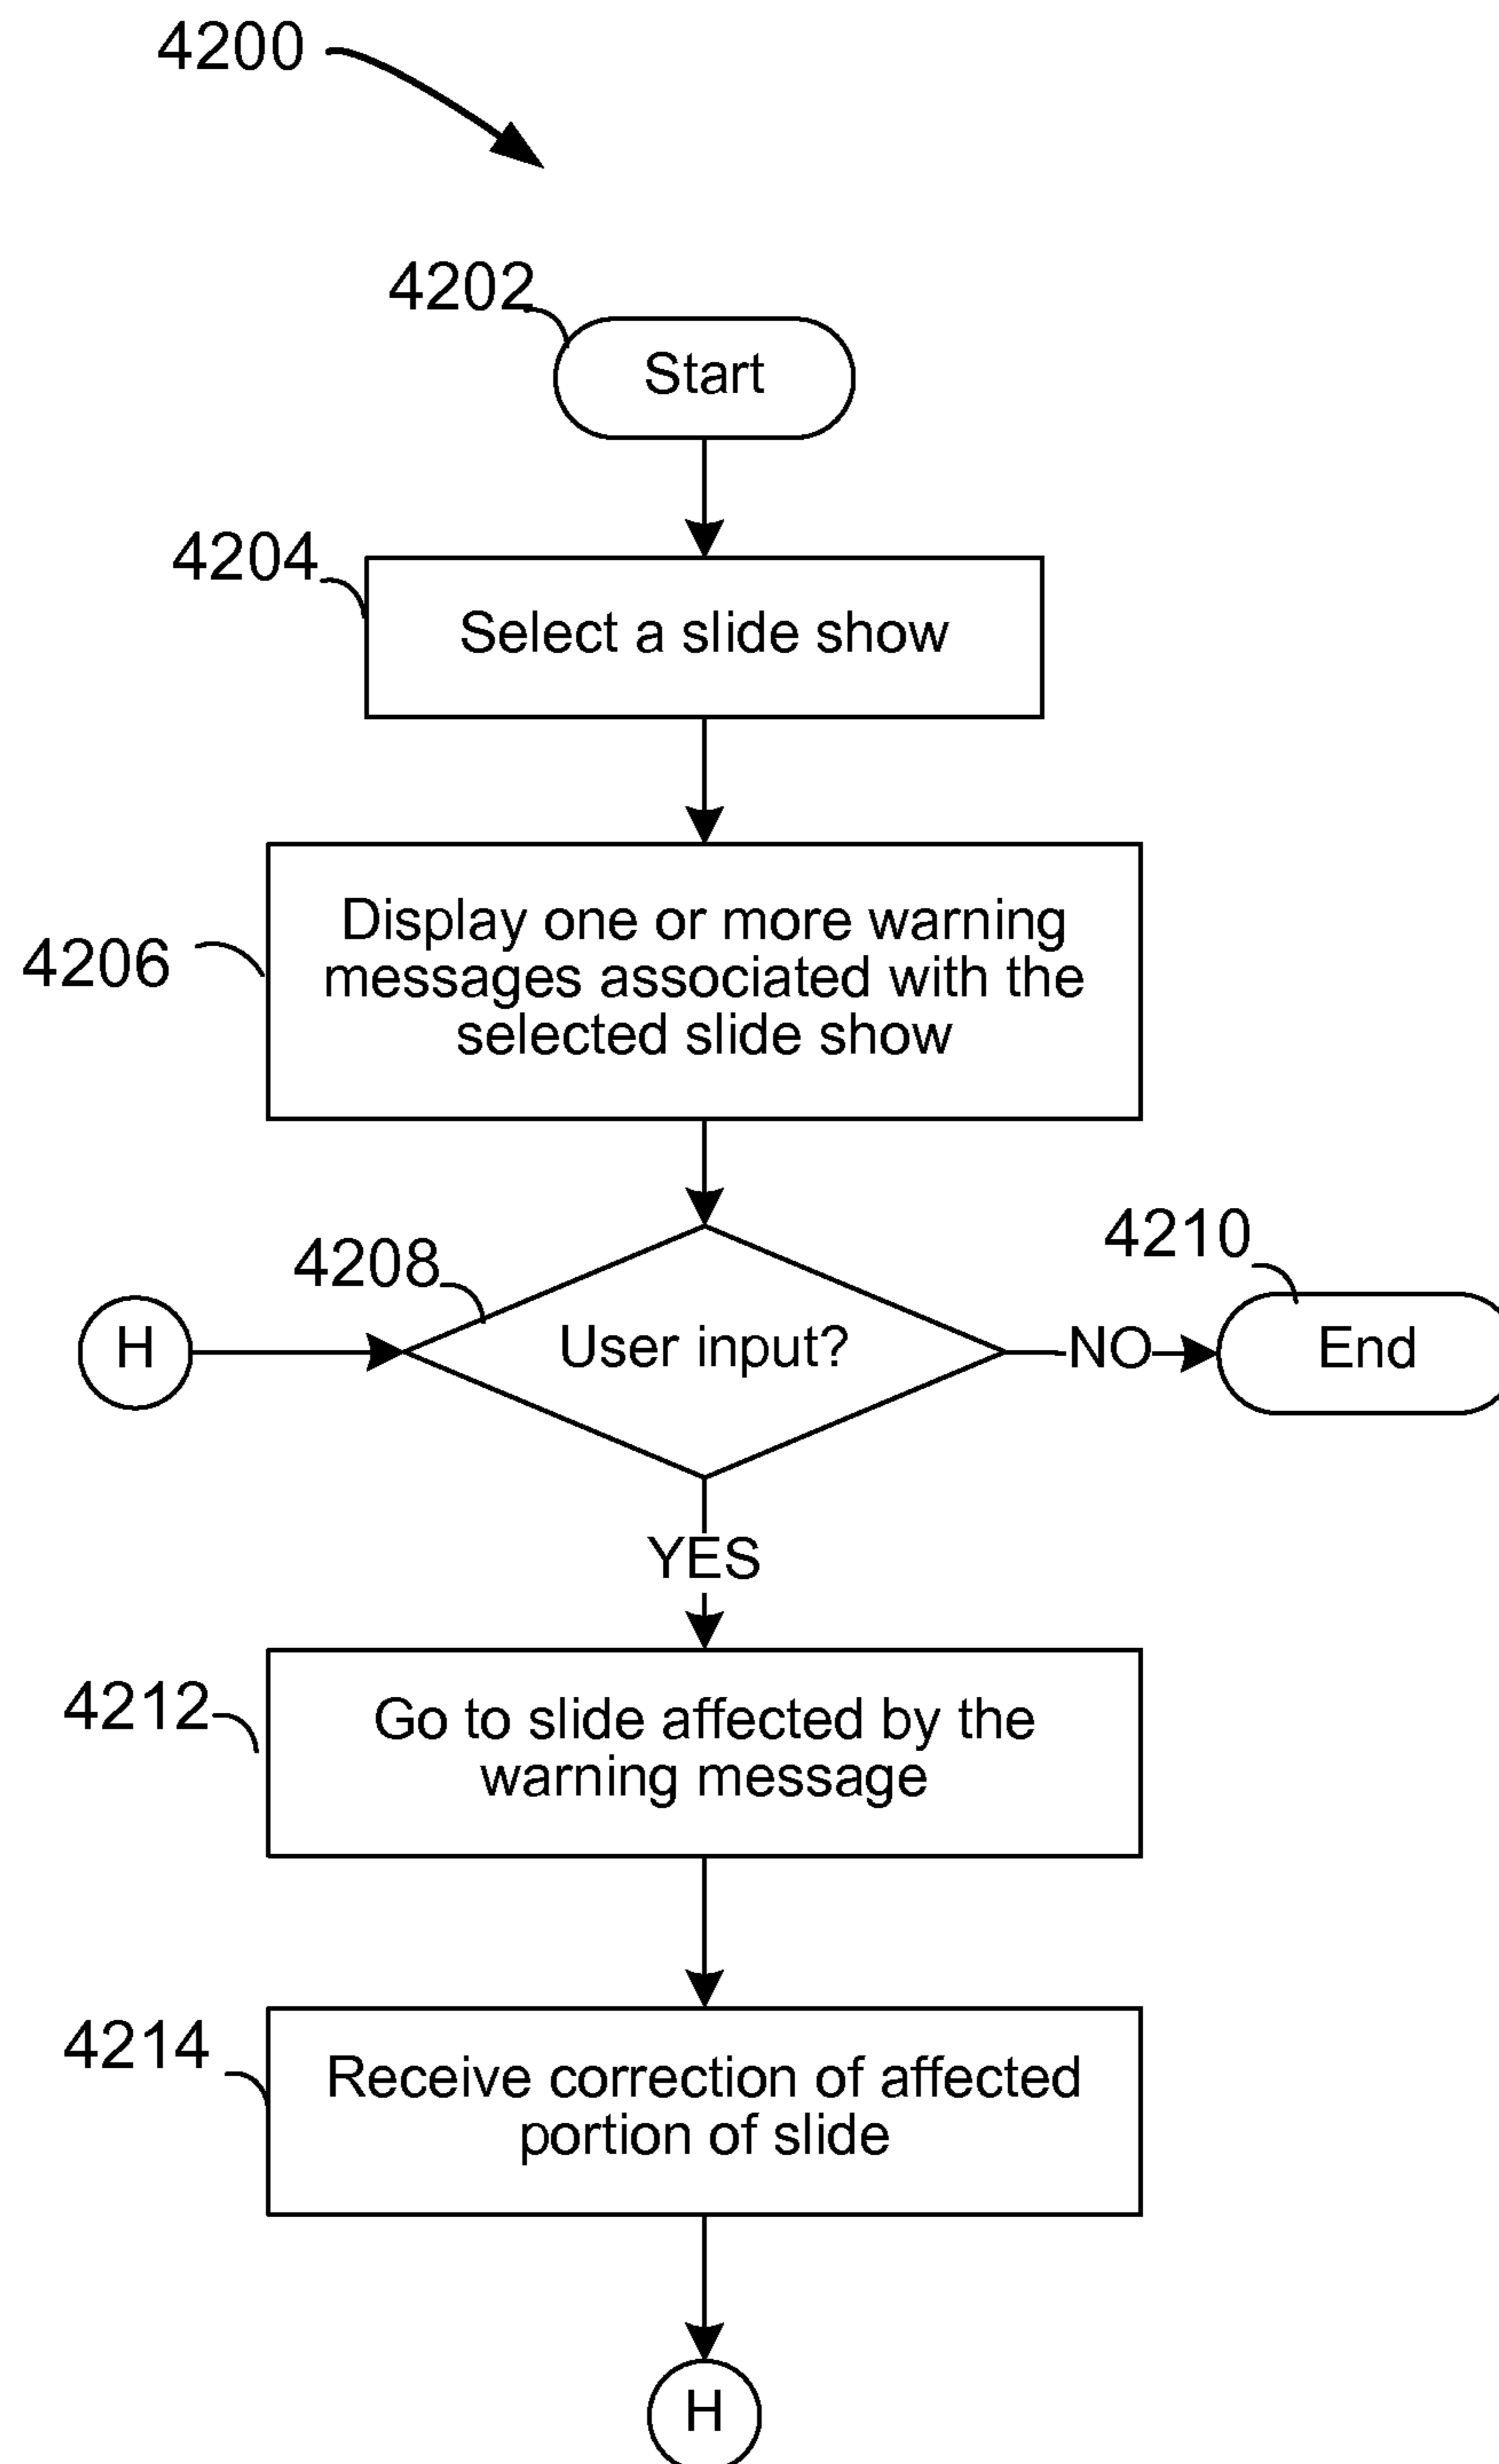 4200
4202
Start
4204
Select a slide show
4206
Display one or more warning
messages associated with the
selected slide show
4208
4210
H
User input?
NO
End
YES
4212
Go to slide affected by the
warning message
4214
Receive correction of affected
portion of slide
H